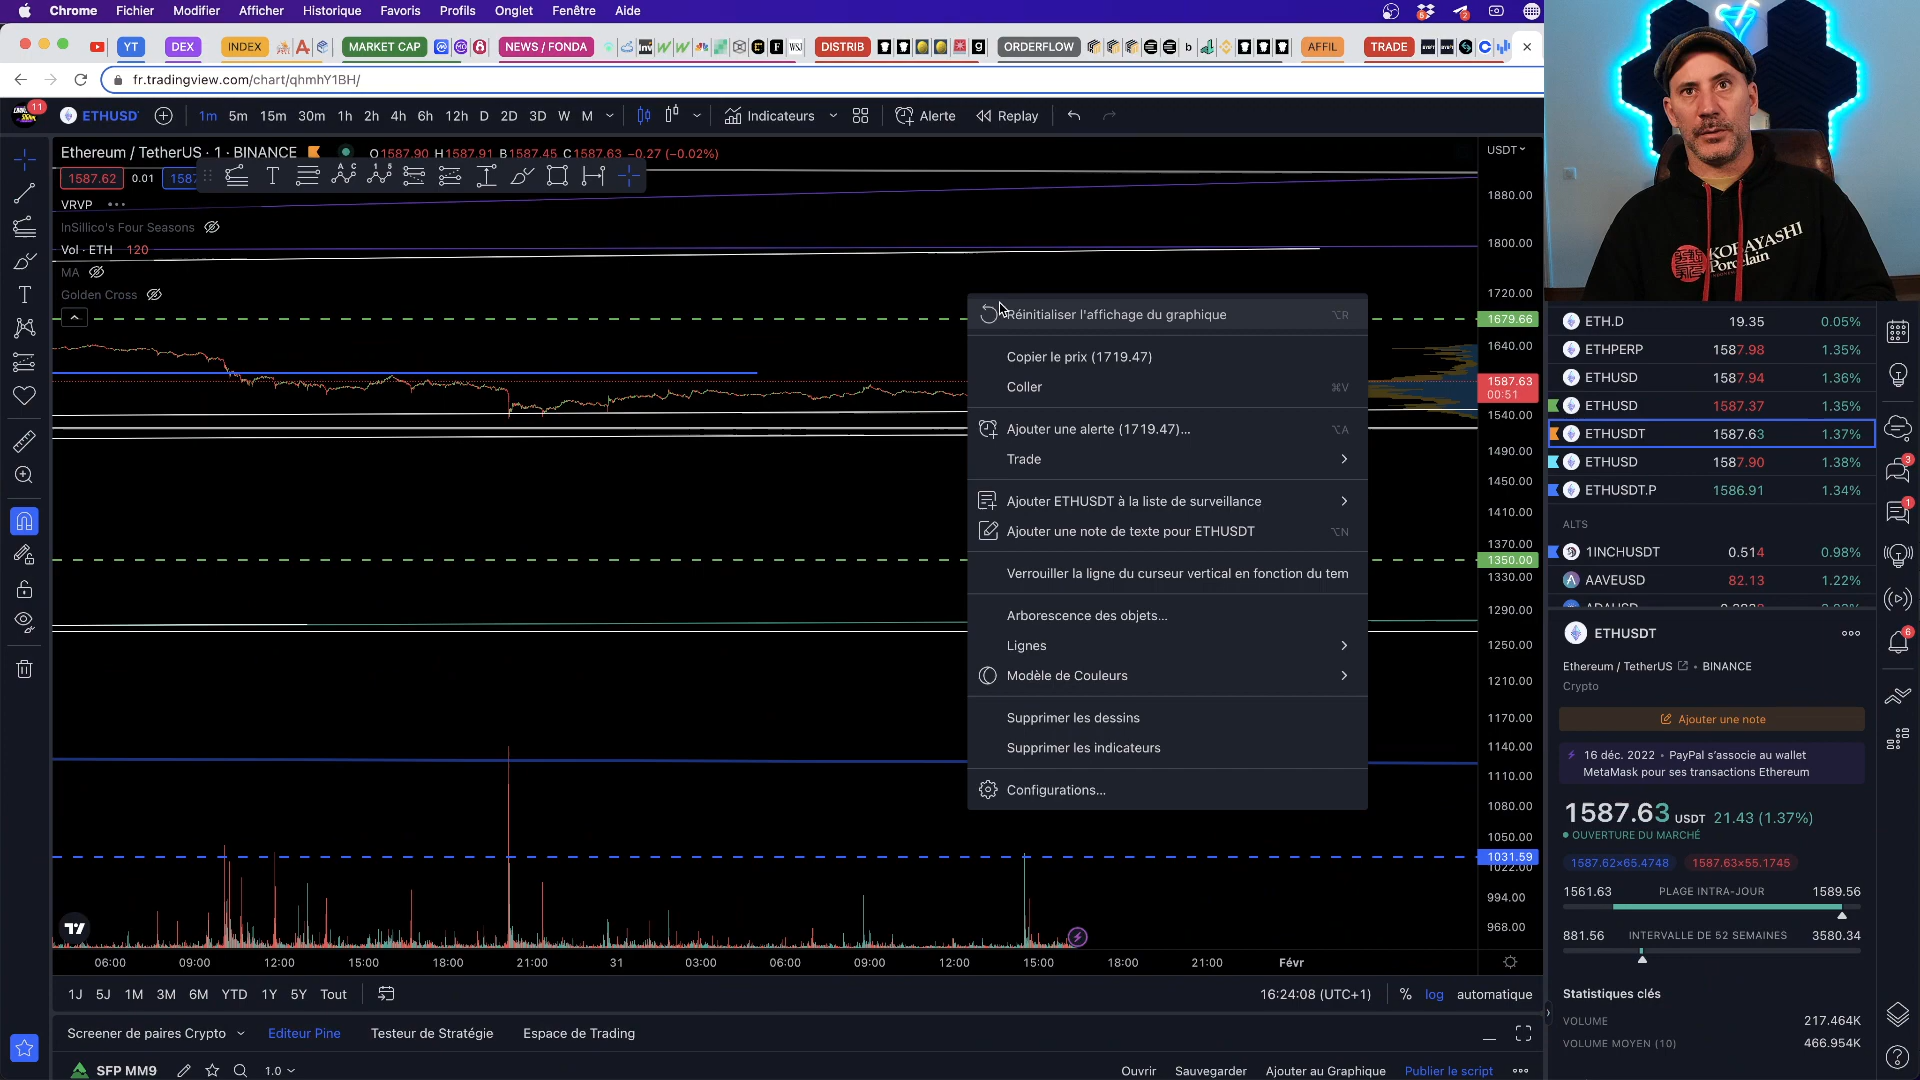 Chrome Fichier Modifier Afficher Historique Favoris Profils Onglet Fenêtre Aide
YT DEX INDEX MARKET CAP NEWS / FONDA DISTRIB ORDERFLOW AFFIL TRADE
fr.tradingview.com/chart/qhmhY1BH/
11 ETHUSD 1m 5m 15m 30m 1h 2h 4h 6h 12h D 2D 3D W M Indicateurs Alerte Replay
Ethereum / TetherUS · 1 · BINANCE O1587.90 H1587.91 B1587.45 C1587.63 −0.27 (−0.02%) USDT
1587.62 0.01
VRVP
InSillico's Four Seasons
Vol · ETH 120
MA
Golden Cross
1880.00
1800.00
1720.00
1679.66
1640.00
1587.63
00:51
1540.00
1490.00
1450.00
1410.00
1370.00
1350.00
1330.00
1290.00
1250.00
1210.00
1170.00
1140.00
1110.00
1080.00
1050.00
1031.59
1022.00
994.00
968.00
Réinitialiser l'affichage du graphique ⌥R
Copier le prix (1719.47)
Coller ⌘V
Ajouter une alerte (1719.47)... ⌥A
Trade
Ajouter ETHUSDT à la liste de surveillance
Ajouter une note de texte pour ETHUSDT ⌥N
Verrouiller la ligne du curseur vertical en fonction du tem
Arborescence des objets...
Lignes
Modèle de Couleurs
Supprimer les dessins
Supprimer les indicateurs
Configurations...
06:00 09:00 12:00 15:00 18:00 21:00 31 03:00 06:00 09:00 12:00 15:00 18:00 21:00 Févr
1J 5J 1M 3M 6M YTD 1Y 5Y Tout 16:24:08 (UTC+1) % log automatique
Screener de paires Crypto Editeur Pine Testeur de Stratégie Espace de Trading
SFP MM9 1.0 Ouvrir Sauvegarder Ajouter au Graphique Publier le script
KOBAYASHI
Porcelain
ETH.D 19.35 0.05%
ETHPERP 1587.98 1.35%
ETHUSD 1587.94 1.36%
ETHUSD 1587.37 1.35%
ETHUSDT 1587.63 1.37%
ETHUSD 1587.90 1.38%
ETHUSDT.P 1586.91 1.34%
ALTS
1INCHUSDT 0.514 0.98%
AAVEUSD 82.13 1.22%
ETHUSDT
Ethereum / TetherUS • BINANCE
Crypto
Ajouter une note
16 déc. 2022 • PayPal s'associe au wallet
MetaMask pour ses transactions Ethereum
1587.63 USDT 21.43 (1.37%)
OUVERTURE DU MARCHÉ
1587.62×65.4748 1587.63×55.1745
1561.63 PLAGE INTRA-JOUR 1589.56
881.56 INTERVALLE DE 52 SEMAINES 3580.34
Statistiques clés
VOLUME 217.464K
VOLUME MOYEN (10) 466.954K
3
1
6